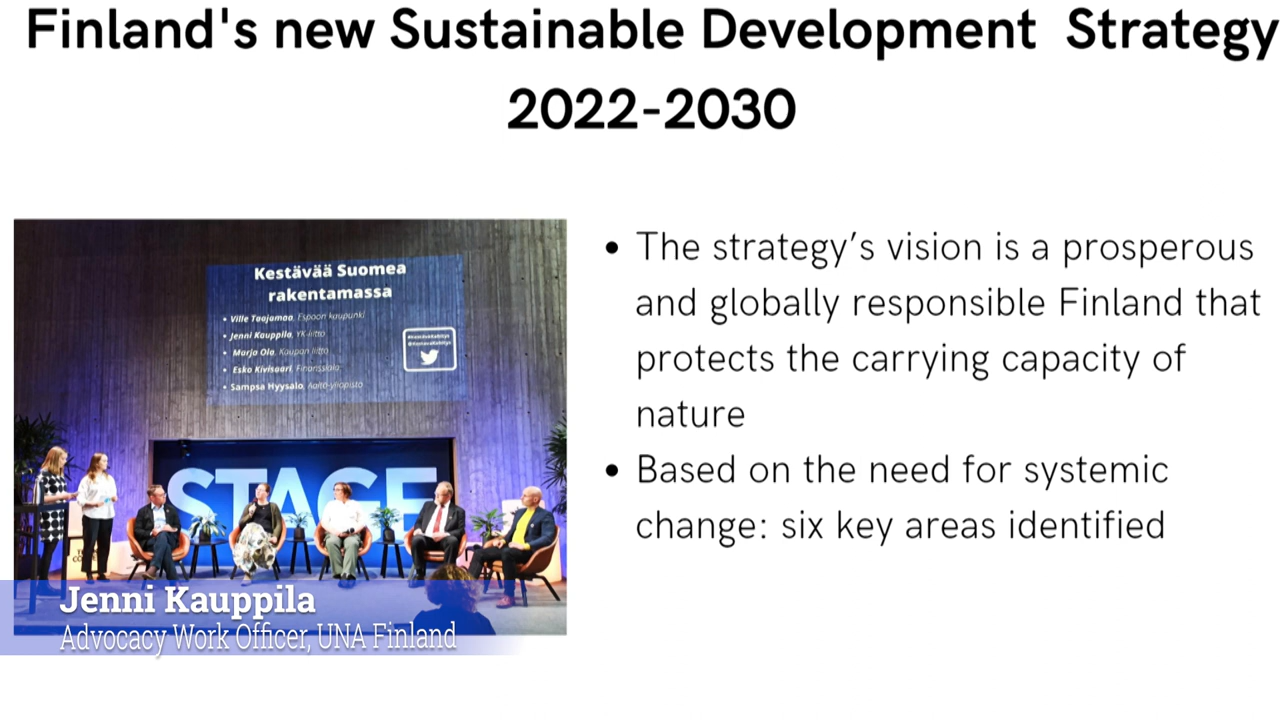 Finland's new Sustainable Development Strategy
2022-2030
Kestävää Suomea
rakentamassa
• Ville Taajamaa, Espoon kaupunki
• Jenni Kauppila, YK-liitto
• Marja Ola, Kaupan liitto
• Esko Kivisaari, Finanssiala
• Sampsa Hyysalo, Aalto-yliopisto
STAGE
• The strategy’s vision is a prosperous
and globally responsible Finland that
protects the carrying capacity of
nature
• Based on the need for systemic
change: six key areas identified
Jenni Kauppila
Advocacy Work Officer, UNA Finland